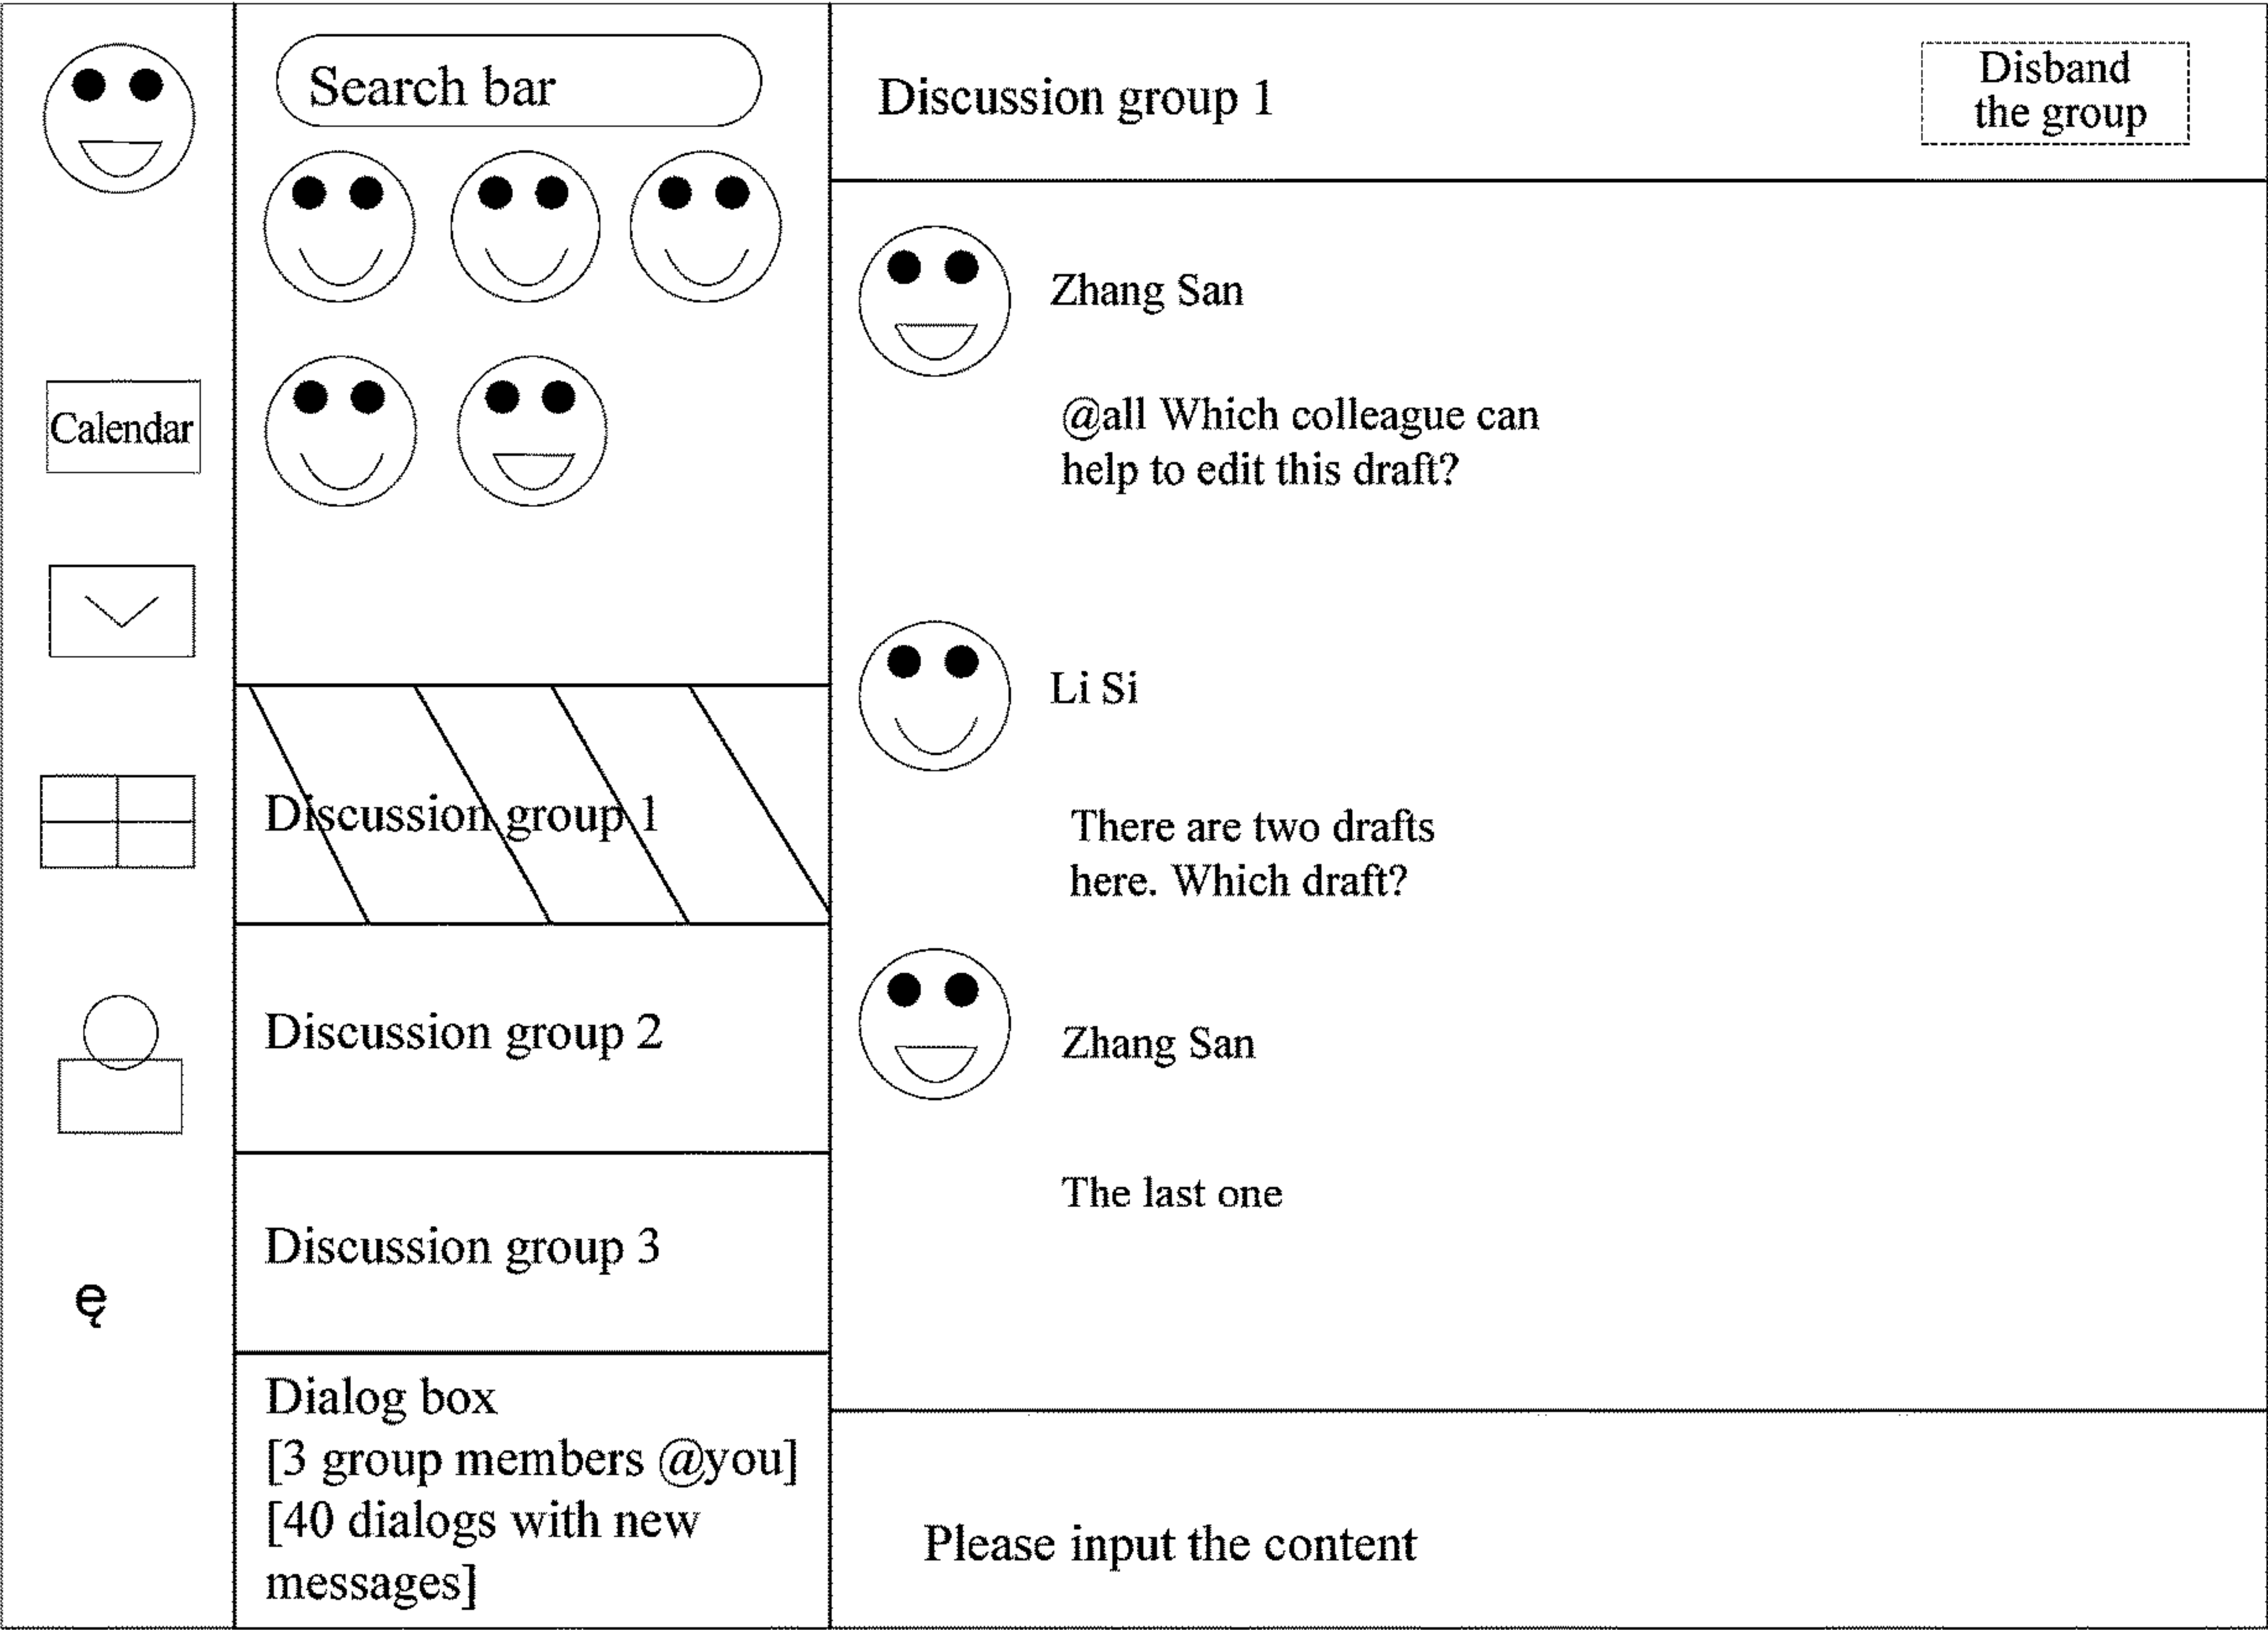 Calendar
ę
Search bar
Discussion group 1
Discussion group 2
Discussion group 3
Dialog box
[3 group members @you]
[40 dialogs with new
messages]
Discussion group 1
Disband
the group
Zhang San
@all Which colleague can
help to edit this draft?
Li Si
There are two drafts
here. Which draft?
Zhang San
The last one
Please input the content